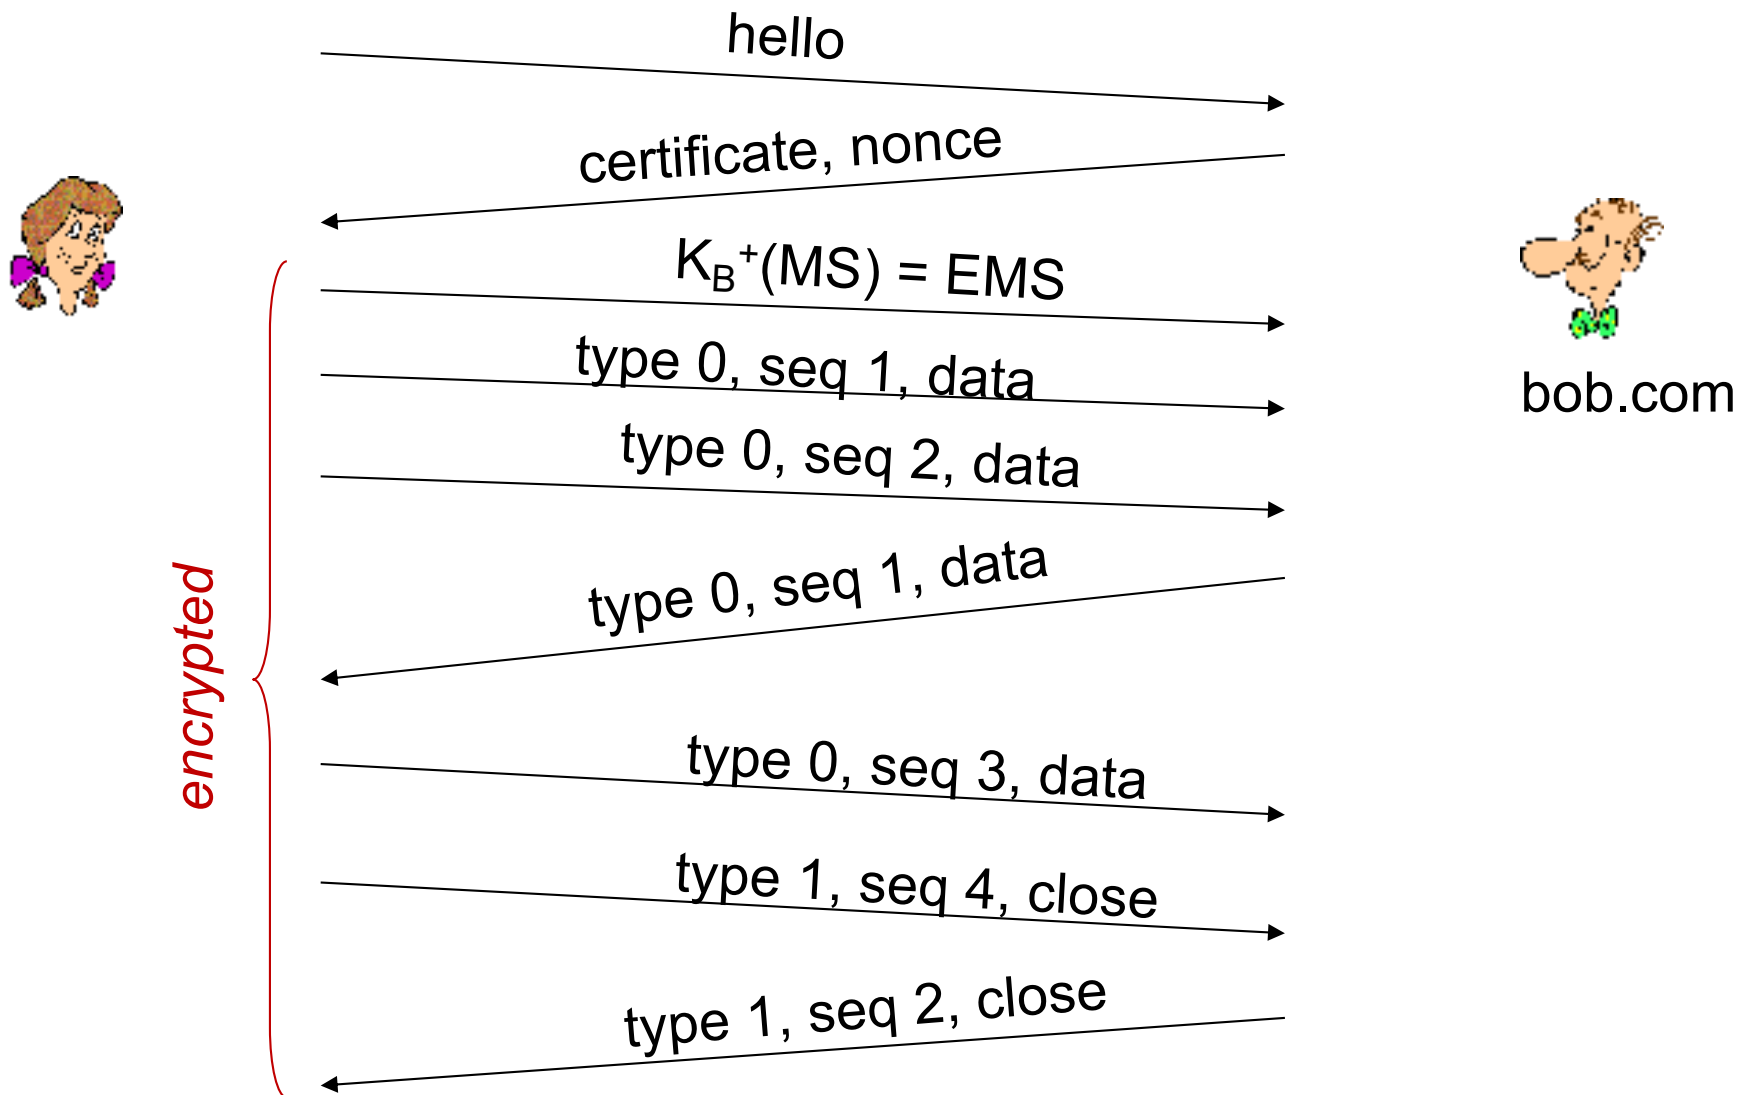 hello
certificate, nonce
K_B⁺(MS) = EMS
type 0, seq 1, data
bob.com
type 0, seq 2, data
type 0, seq 1, data
encrypted
type 0, seq 3, data
type 1, seq 4, close
type 1, seq 2, close